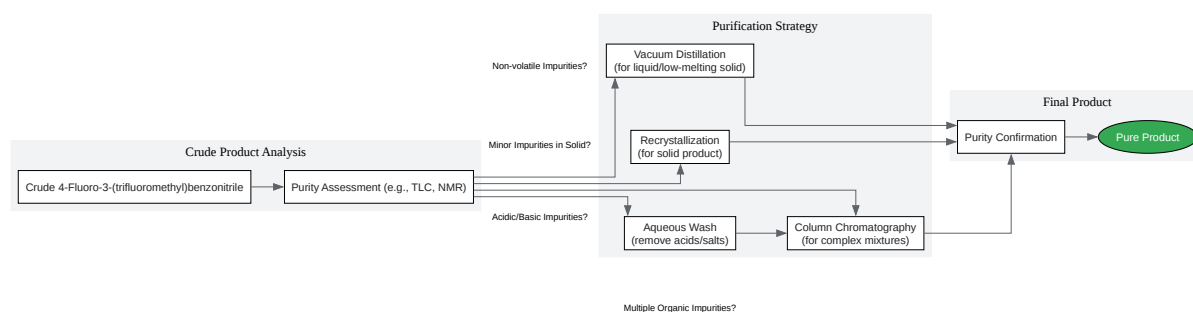 Purification Strategy
Vacuum Distillation
(for liquid/low-melting solid)
Non-volatile Impurities?
Final Product
Recrystallization
(for solid product)
Purity Confirmation
Pure Product
Minor Impurities in Solid?
Crude Product Analysis
Crude 4-Fluoro-3-(trifluoromethyl)benzonitrile
Purity Assessment (e.g., TLC, NMR)
Acidic/Basic Impurities?
Aqueous Wash
(remove acids/salts)
Column Chromatography
(for complex mixtures)
Multiple Organic Impurities?